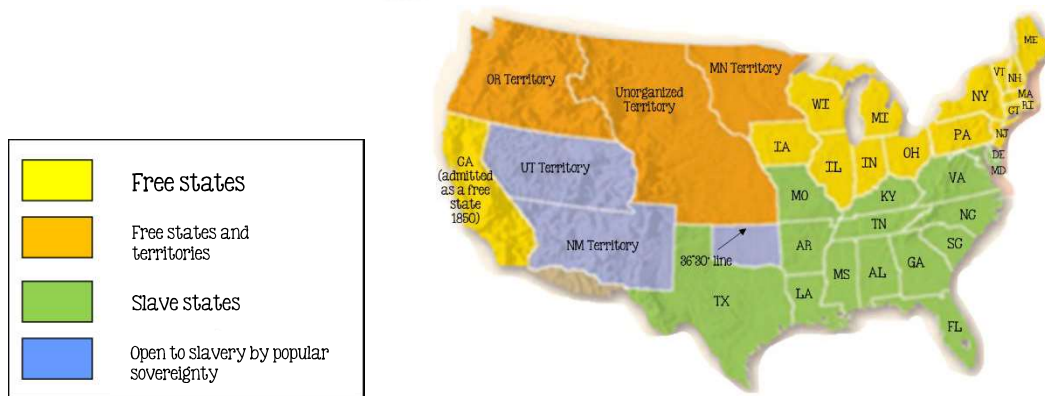 Free states
Free states and
territories
Slave states
Open to slavery by popular
sovereignty
OR Territory
Unorganized
Territory
MN Territory
CA
(admitted
as a free
state
1850)
UT Territory
NM Territory
36°30' line
TX
WI
MI
IA
IL
IN
OH
PA
NY
VT
NH
ME
MA
RI
CT
NJ
DE
MD
VA
MO
KY
NC
TN
AR
SC
MS
AL
GA
LA
FL